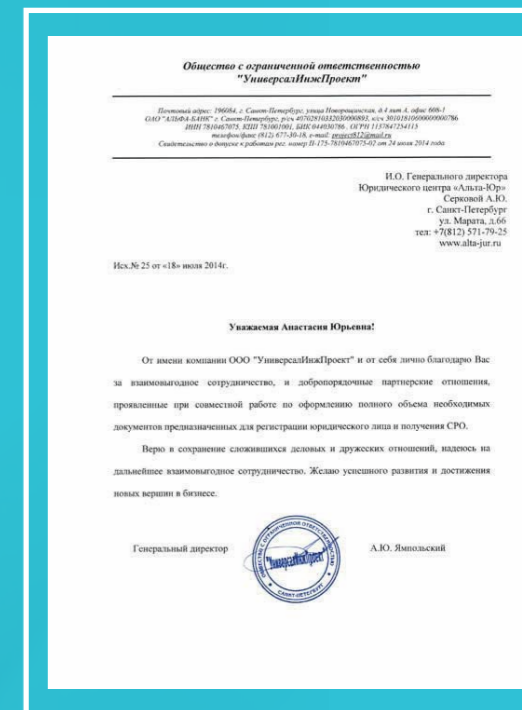 Общество с ограниченной ответственностью
"УниверсалИнжПроект"
Почтовый адрес: 196084, г. Санкт-Петербург, улица Новорощинская, д.4 лит А, офис 608-1
ОАО "АЛЬФА-БАНК" г. Санкт-Петербург, р/сч 40702810332030000893, к/сч 30101810600000000786
ИНН 7810467075, КПП 781001001, БИК 044030786, ОГРН 1137847254115
телефон/факс (812) 677-30-18, e-mail: project812@mail.ru
Свидетельство о допуске к работам рег. номер П-175-7810467075-02 от 24 июля 2014 года
И.О. Генерального директора
Юридического центра «Альта-Юр»
Серковой А.Ю.
г. Санкт-Петербург
ул. Марата, д.66
тел: +7(812) 571-79-25
www.alta-jur.ru
Исх.№ 25 от «18» июля 2014г.
Уважаемая Анастасия Юрьевна!
От имени компании ООО "УниверсалИнжПроект" и от себя лично благодарю Вас
за взаимовыгодное сотрудничество, и добропорядочные партнерские отношения,
проявленные при совместной работе по оформлению полного объема необходимых
документов предназначенных для регистрации юридического лица и получения СРО.
Верю в сохранение сложившихся деловых и дружеских отношений, надеюсь на
дальнейшее взаимовыгодное сотрудничество. Желаю успешного развития и достижения
новых вершин в бизнесе.
Генеральный директор
А.Ю. Ямпольский
ОБЩЕСТВО С ОГРАНИЧЕННОЙ ОТВЕТСТВЕННОСТЬЮ
"УниверсалИнжПроект"
САНКТ-ПЕТЕРБУРГ